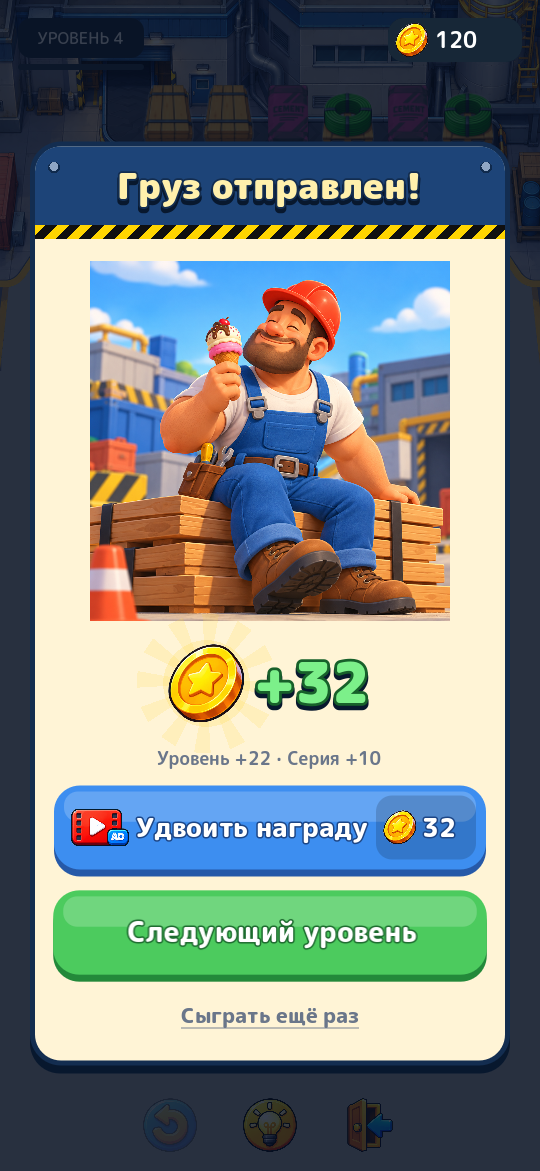 УРОВЕНЬ 4
120
Груз отправлен!
+32
Уровень +22 · Серия +10
AD
Удвоить награду
32
Следующий уровень
Сыграть ещё раз